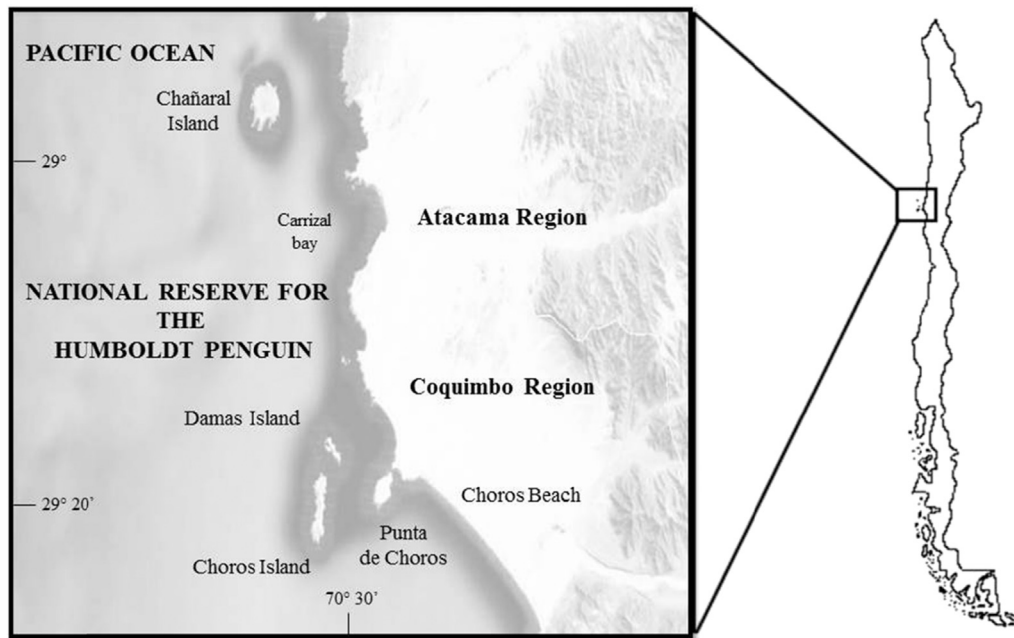 PACIFIC OCEAN
Chañaral
Island
29°
Carrizal
bay
Atacama Region
NATIONAL RESERVE FOR
THE
HUMBOLDT PENGUIN
Coquimbo Region
Damas Island
Choros Beach
29° 20’
Punta
de Choros
Choros Island
70° 30’